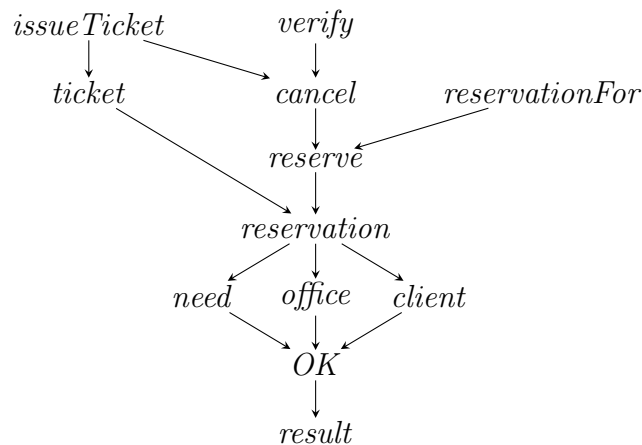 issueTicket verify
ticket cancel reservationFor
reserve
reservation
need office client
OK
result